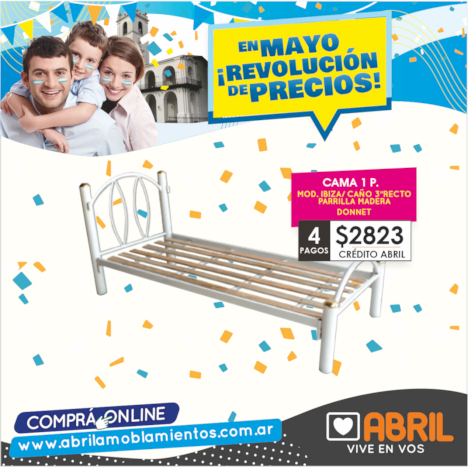 EN MAYO
¡REVOLUCIÓN
DE PRECIOS!
CAMA 1 P.
MOD. IBIZA/ CAÑO 3"RECTO
PARRILLA MADERA
DONNET
4 PAGOS
$2823
CRÉDITO ABRIL
COMPRÁ ONLINE
www.abrilamoblamientos.com.ar
ABRIL
VIVE EN VOS